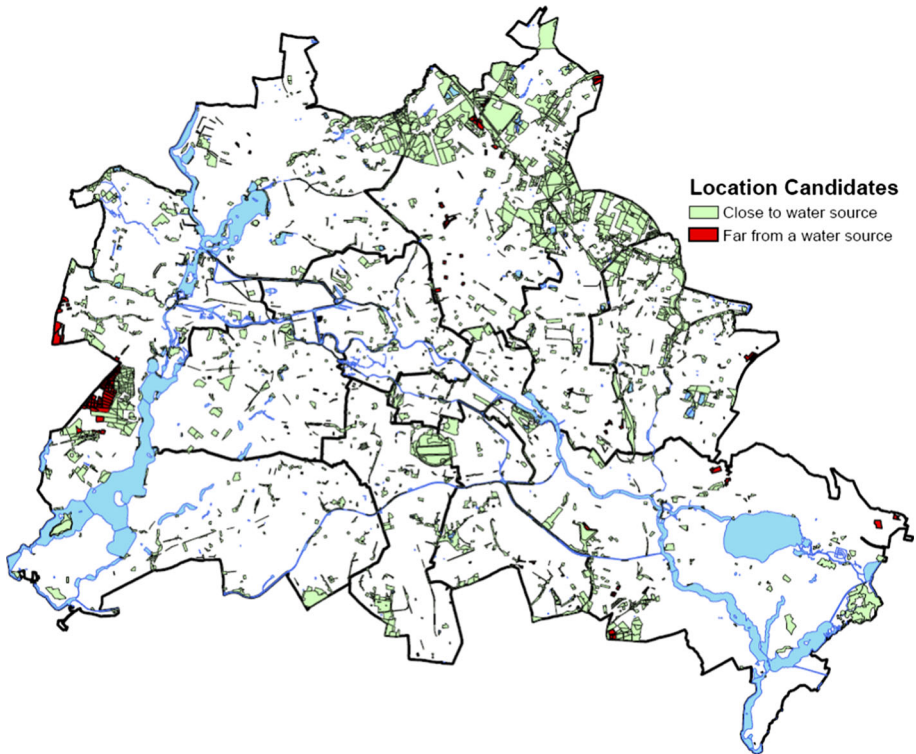 Location Candidates
Close to water source
Far from a water source